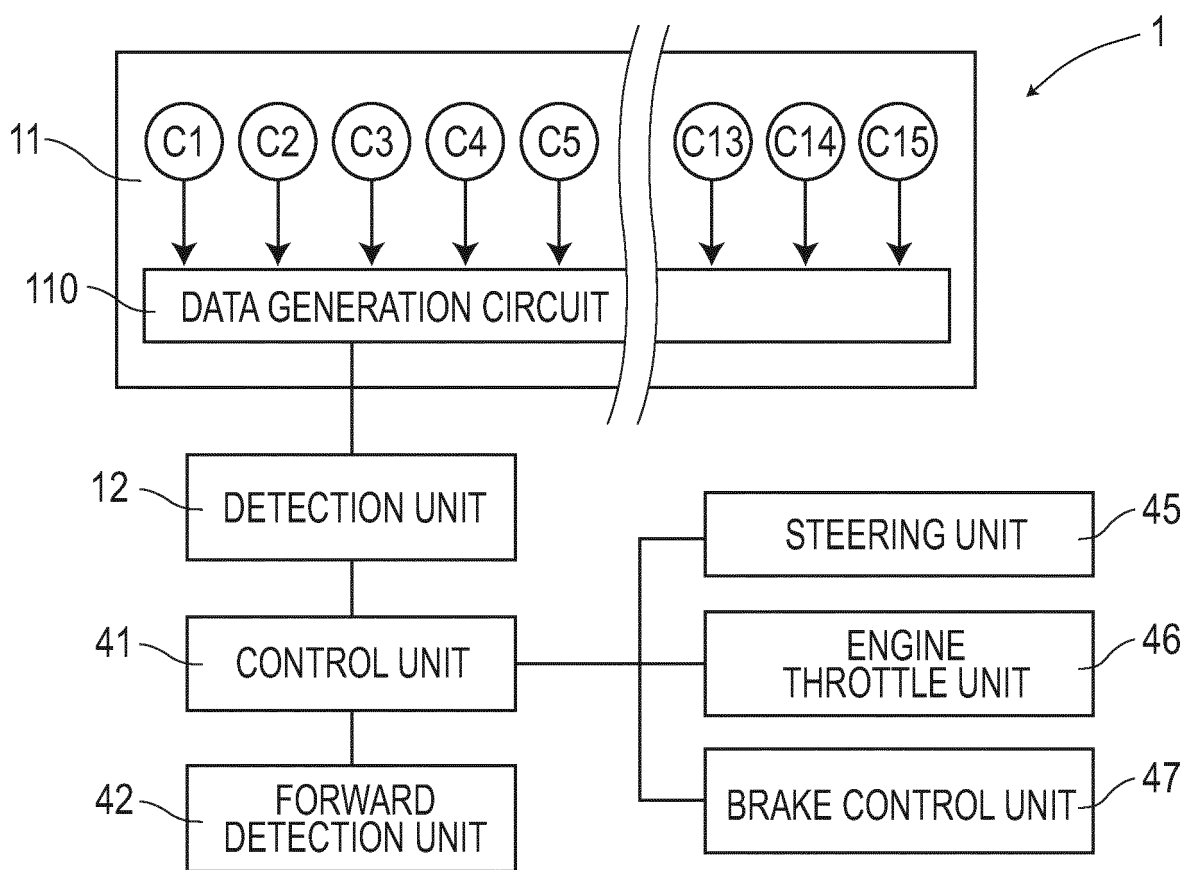 1
11
C1 C2 C3 C4 C5 C13 C14 C15
110
DATA GENERATION CIRCUIT
12
DETECTION UNIT
45
STEERING UNIT
41
CONTROL UNIT
46
ENGINE
THROTTLE UNIT
42
FORWARD
DETECTION UNIT
47
BRAKE CONTROL UNIT